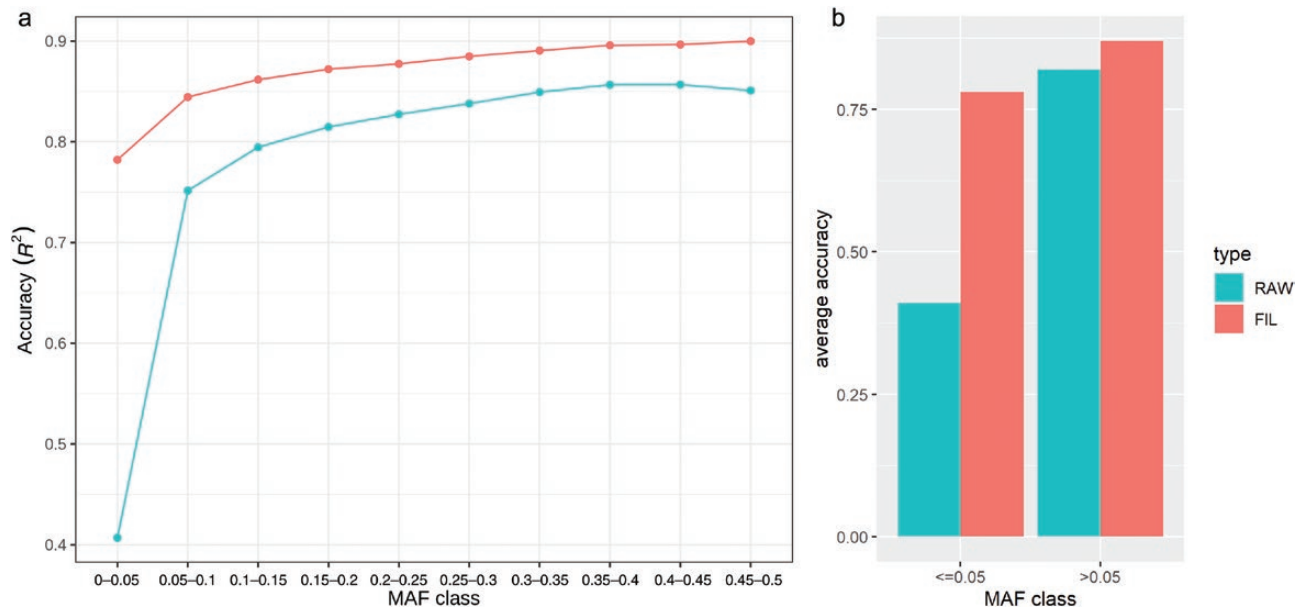 a
Accuracy (R²)
0.9
0.8
0.7
0.6
0.5
0.4
0–0.05
0.05–0.1
0.1–0.15
0.15–0.2
0.2–0.25
0.25–0.3
0.3–0.35
0.35–0.4
0.4–0.45
0.45–0.5
MAF class
b
average accuracy
0.75
0.50
0.25
0.00
<=0.05
>0.05
MAF class
type
RAW
FIL